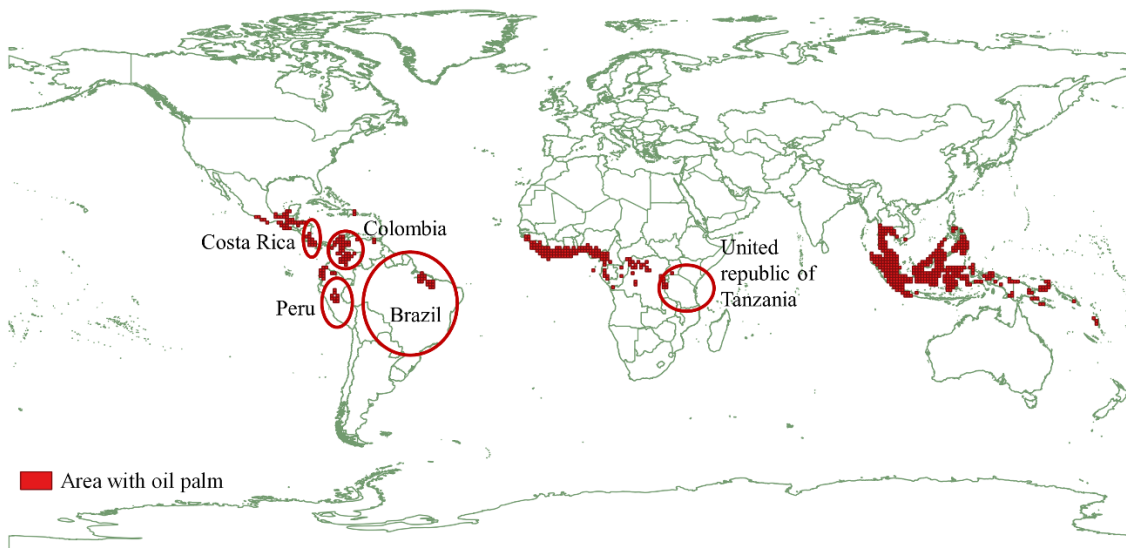 Costa Rica
Colombia
Peru
Brazil
United
republic of
Tanzania
Area with oil palm